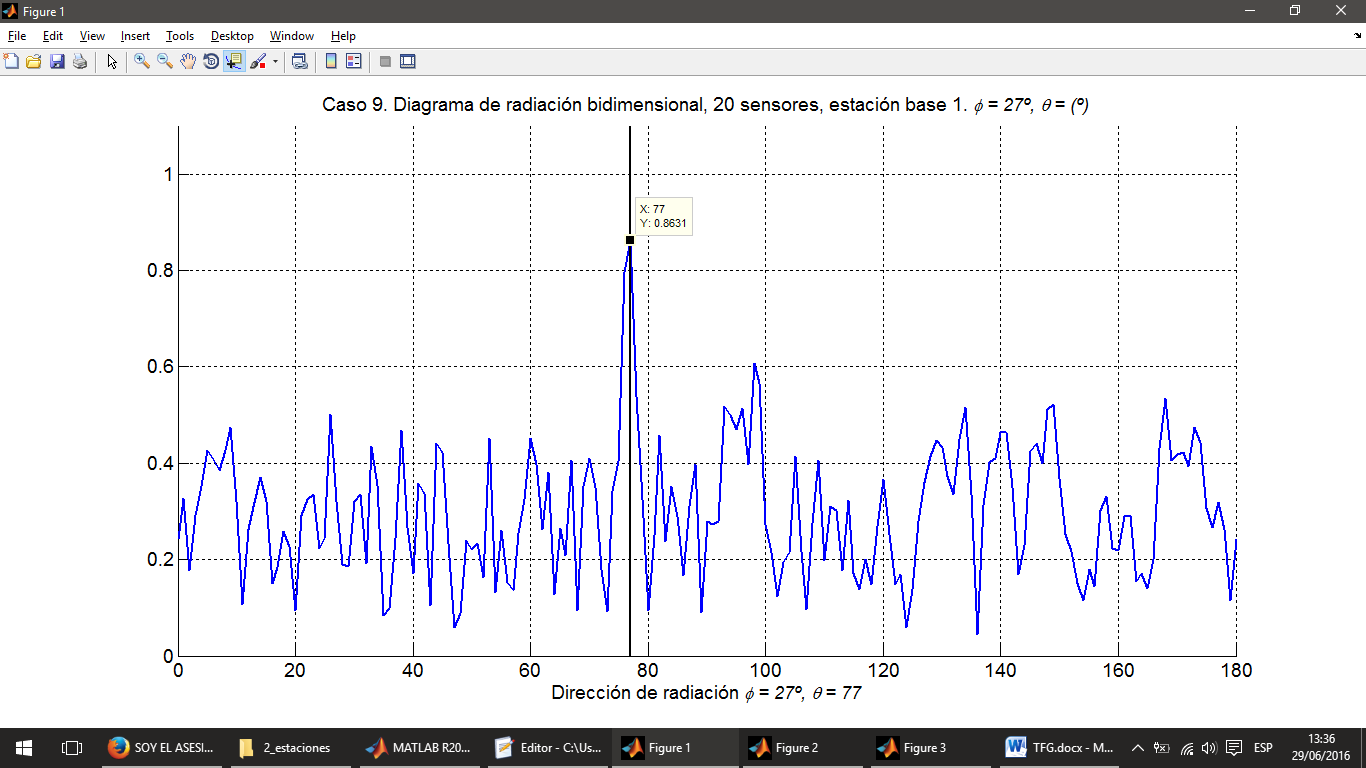 Figure 1
File Edit View Insert Tools Desktop Window Help
Caso 9. Diagrama de radiación bidimensional, 20 sensores, estación base 1. ϕ = 27º, θ = (º)
1
X: 77
Y: 0.8631
0.8
0.6
0.4
0.2
0
0 20 40 60 80 100 120 140 160 180
Dirección de radiación ϕ = 27º, θ = 77
SOY EL ASESI... 2_estaciones MATLAB R20... Editor - C:\Us... Figure 1 Figure 2 Figure 3 TFG.docx - M... ESP 13:36
29/06/2016